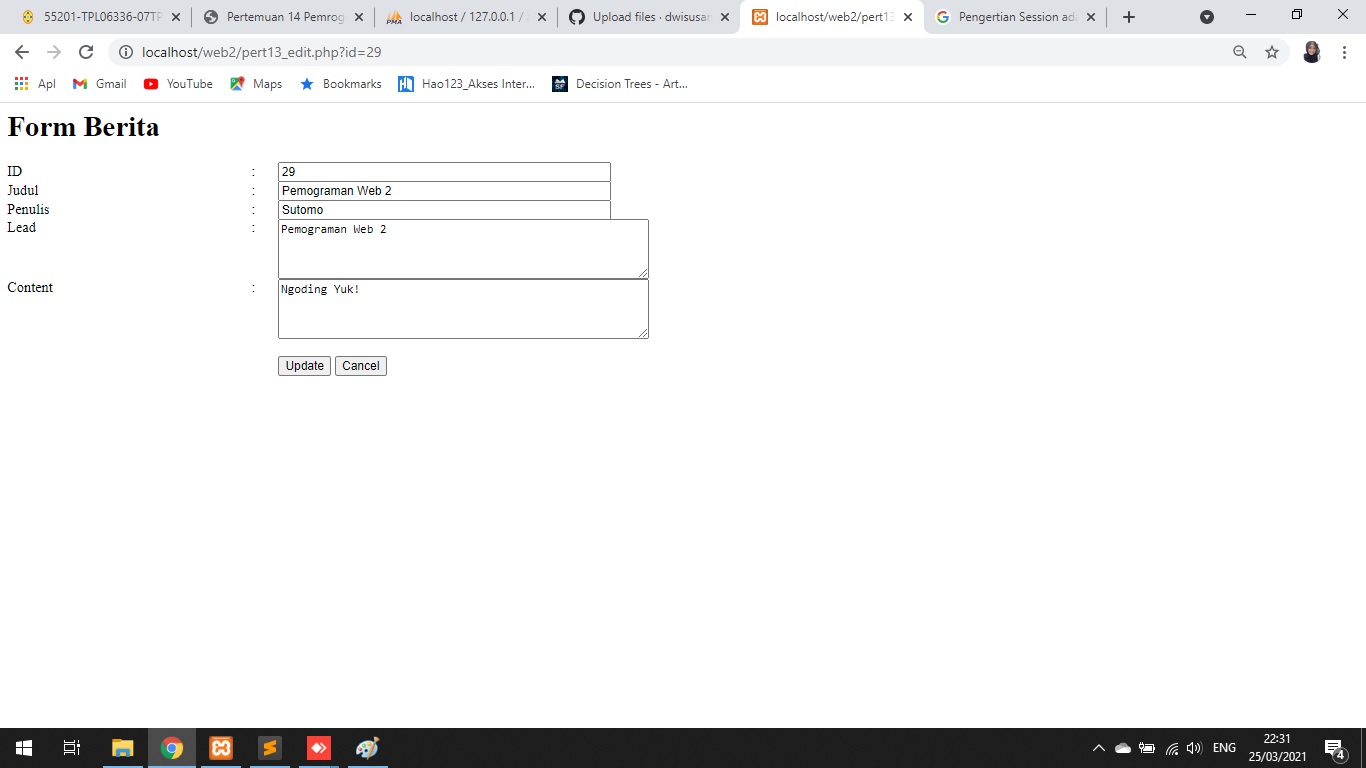 55201-TPL06336-07TP
Pertemuan 14 Pemrog
localhost / 127.0.0.1 /
Upload files · dwisusan
localhost/web2/pert13
Pengertian Session ada
localhost/web2/pert13_edit.php?id=29
Apl
Gmail
YouTube
Maps
Bookmarks
Hao123_Akses Inter...
Decision Trees - Art...
Form Berita
ID : 29
Judul : Pemograman Web 2
Penulis : Sutomo
Lead : Pemograman Web 2
Content : Ngoding Yuk!
Update Cancel
ENG
22:31
25/03/2021
4